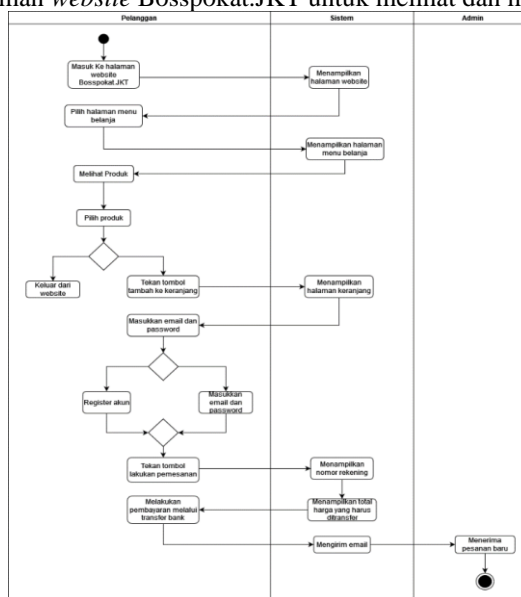 website Bosspokat.JKT untuk melihat dan
Pelanggan
Sistem
Admin
Masuk Ke halaman
website
Bosspokat.JKT
Menampilkan
halaman website
Pilih halaman menu
belanja
Menampilkan halaman
menu belanja
Melihat Produk
Pilih produk
Keluar dari
website
Tekan tombol
tambah ke keranjang
Menampilkan
halaman keranjang
Masukkan email dan
password
Register akun
Masukkan
email dan
password
Tekan tombol
lakukan pemesanan
Menampilkan
nomor rekening
Melakukan
pembayaran melalui
transfer bank
Menampilkan total
harga yang harus
ditransfer
Mengirim email
Menerima
pesanan baru